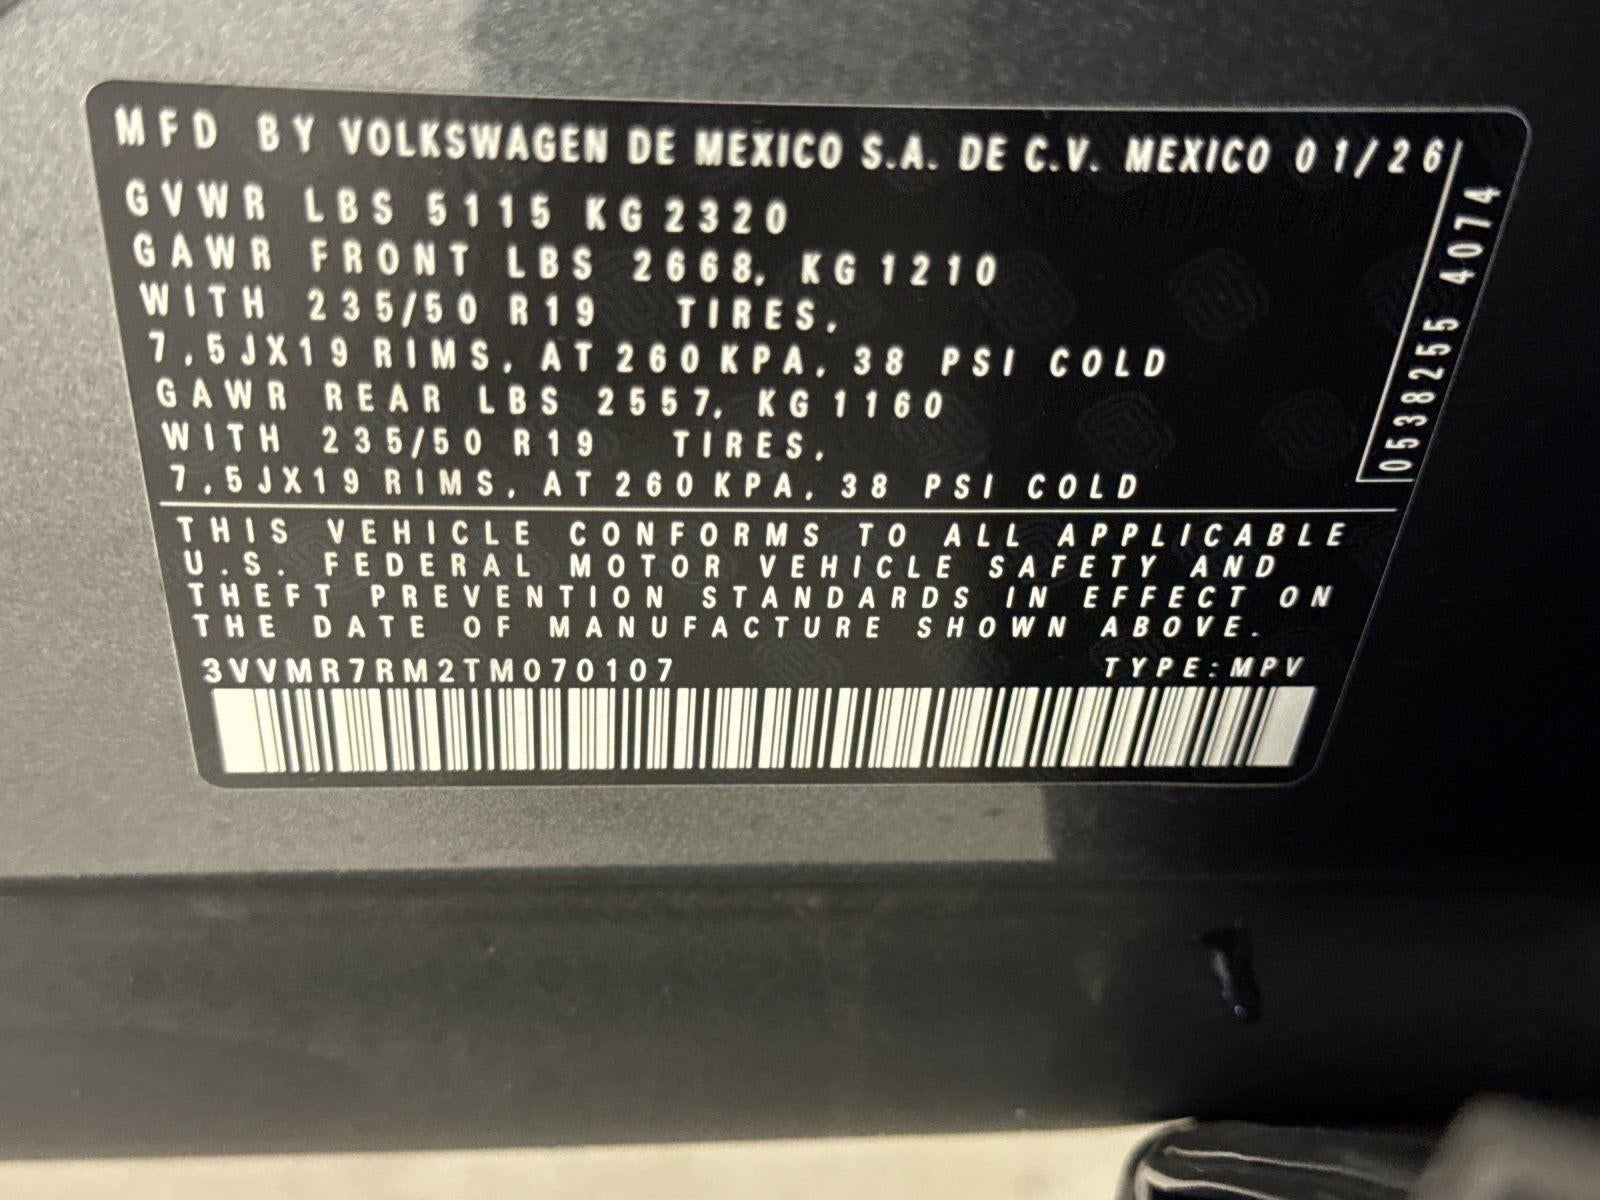 MFD BY VOLKSWAGEN DE MEXICO S.A. DE C.V. MEXICO 01/26
GVWR LBS 5115 KG 2320
GAWR FRONT LBS 2668, KG 1210
WITH 235/50 R19 TIRES,
7,5JX19 RIMS, AT 260 KPA, 38 PSI COLD
GAWR REAR LBS 2557, KG 1160
WITH 235/50 R19 TIRES,
7,5JX19 RIMS, AT 260 KPA, 38 PSI COLD
0538255 4074
THIS VEHICLE CONFORMS TO ALL APPLICABLE
U.S. FEDERAL MOTOR VEHICLE SAFETY AND
THEFT PREVENTION STANDARDS IN EFFECT ON
THE DATE OF MANUFACTURE SHOWN ABOVE.
3VVMR7RM2TM070107 TYPE: MPV